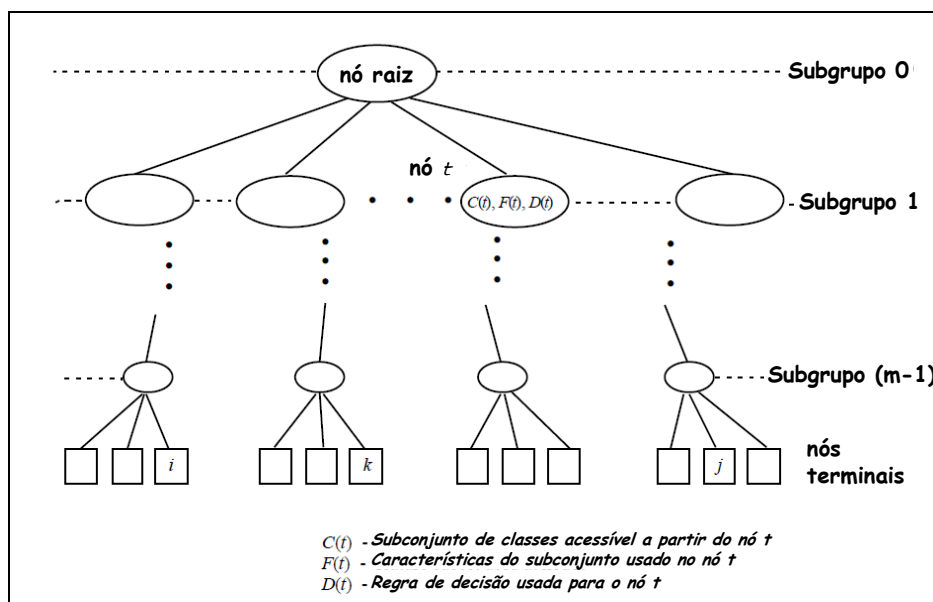 nó raiz
Subgrupo 0
nó t
C(t), F(t), D(t)
Subgrupo 1
Subgrupo (m-1)
i
k
j
nós
terminais
C(t) - Subconjunto de classes acessível a partir do nó t
F(t) - Características do subconjunto usado no nó t
D(t) - Regra de decisão usada para o nó t